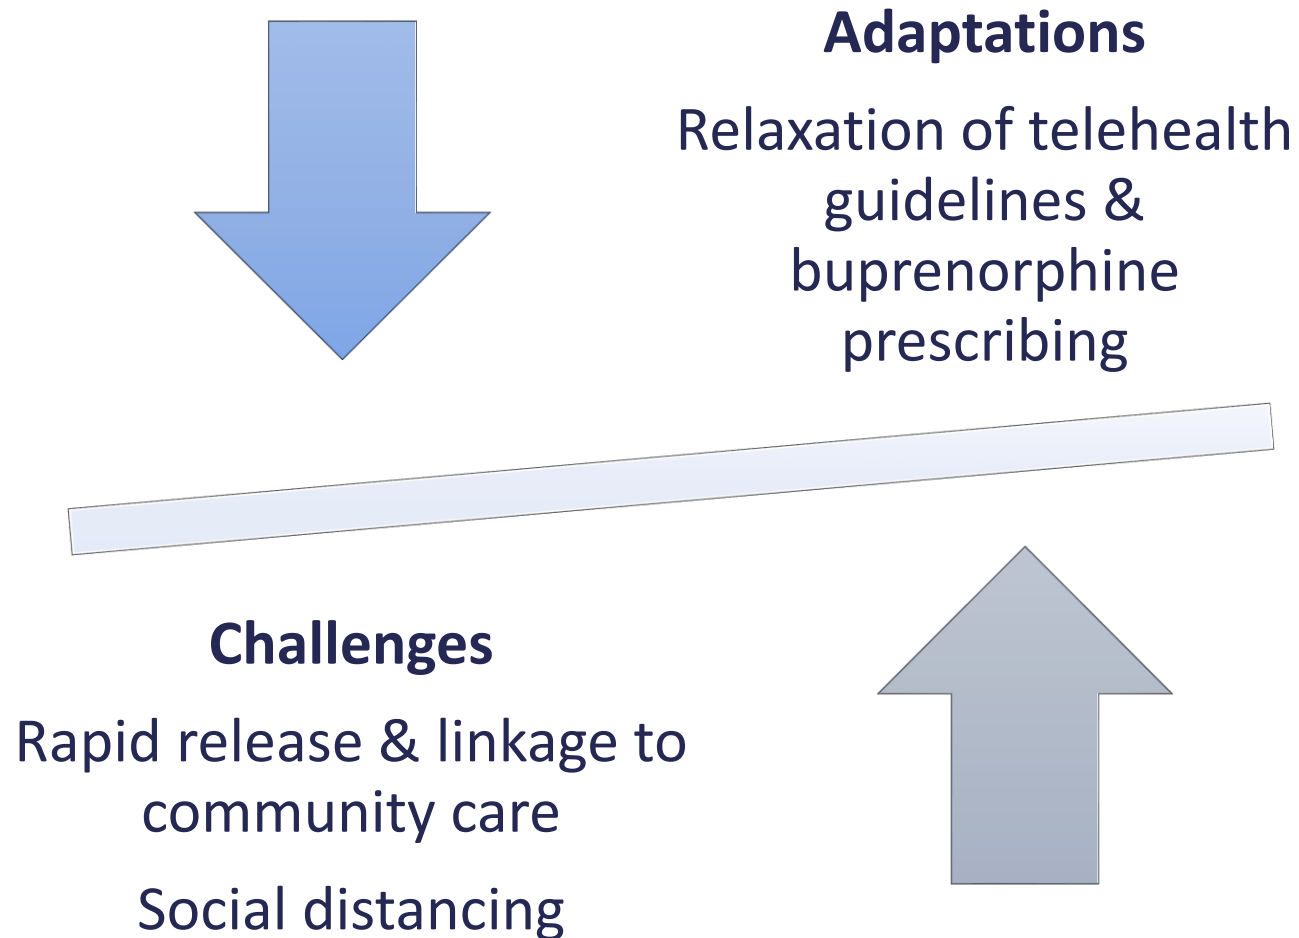 Adaptations
Relaxation of telehealth
guidelines &
buprenorphine
prescribing
Challenges
Rapid release & linkage to
community care
Social distancing